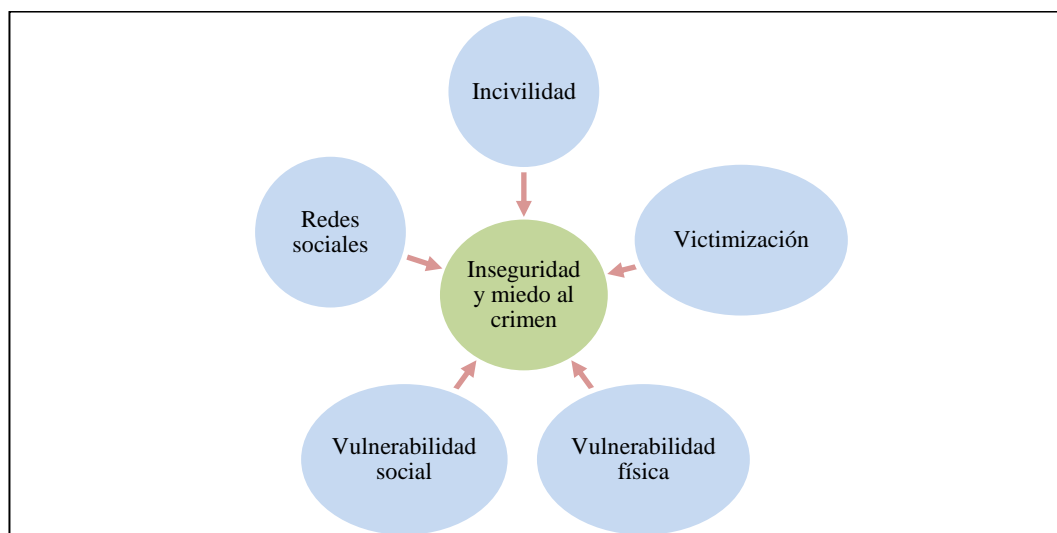 Incivilidad
Redes
sociales
Victimización
Inseguridad
y miedo al
crimen
Vulnerabilidad
social
Vulnerabilidad
física